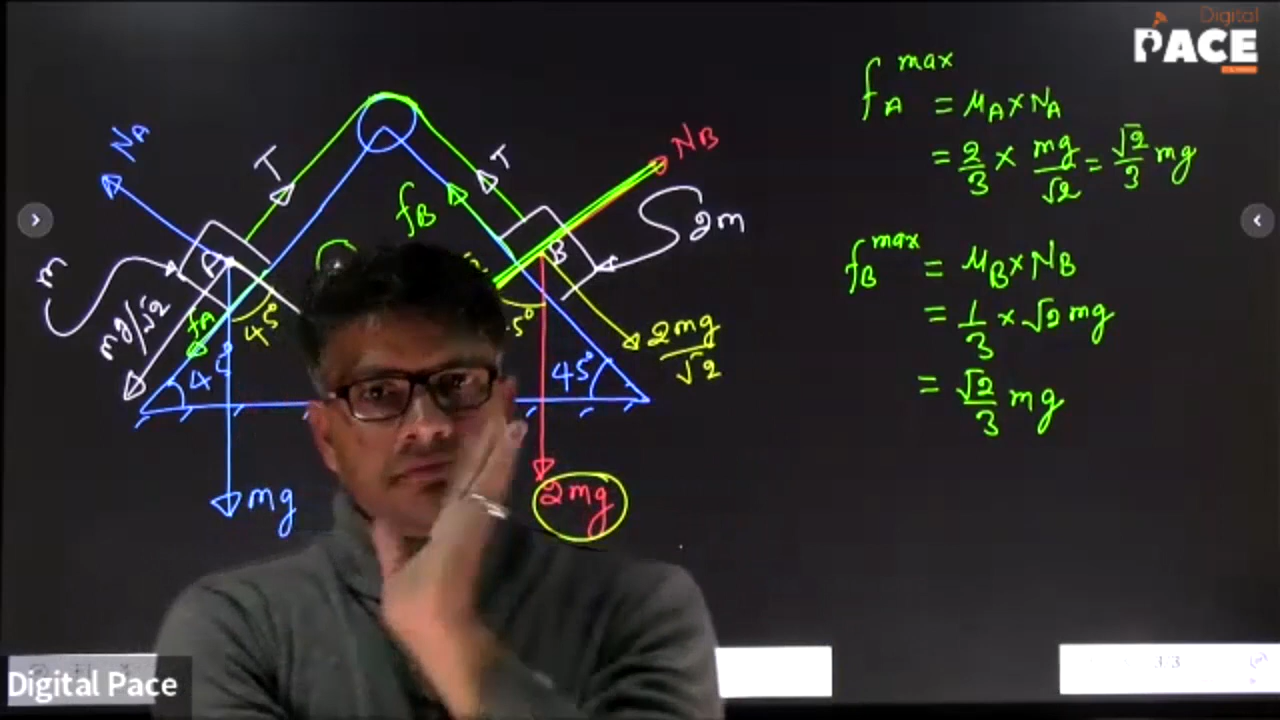 Digital
PACE
f_A^max = μ_A × N_A
= 2/3 × mg/√2 = √2/3 mg
f_B^max = μ_B × N_B
= 1/3 × √2 mg
= √2/3 mg
N_A
T
T
N_B
f_B
2m
A
B
m
mg/√2
f_A
45°
45°
5°
2mg/√2
45°
mg
2mg
Digital Pace
33